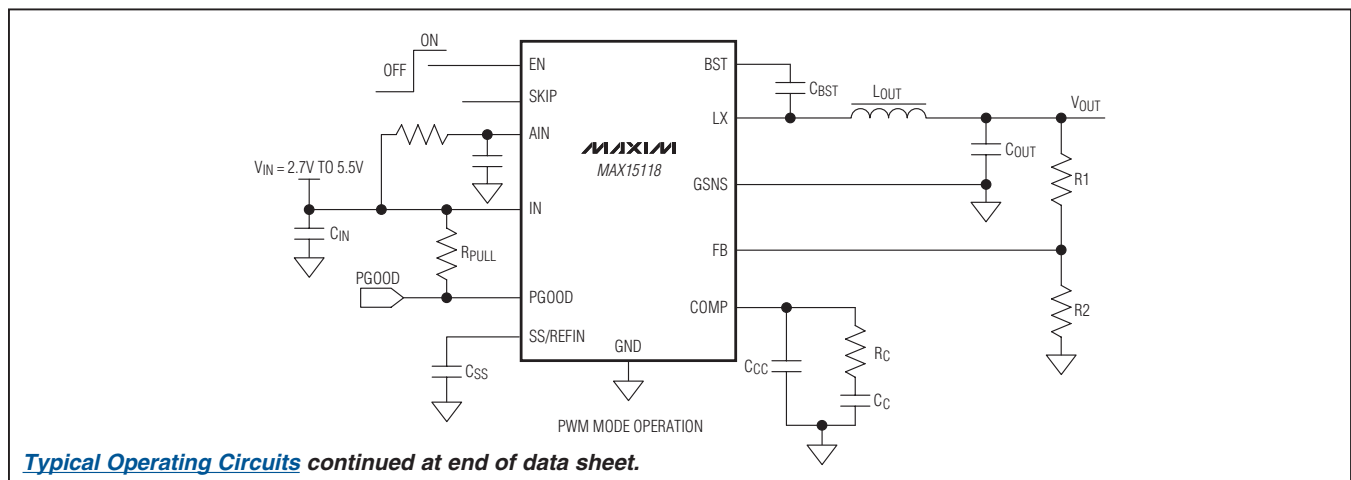 ON
OFF
EN
SKIP
AIN
VIN = 2.7V TO 5.5V
IN
CIN
RPULL
PGOOD
PGOOD
SS/REFIN
CSS
MAXIM
MAX15118
GND
BST
CBST
LX
LOUT
VOUT
COUT
GSNS
R1
FB
R2
COMP
CCC
RC
CC
PWM MODE OPERATION
Typical Operating Circuits continued at end of data sheet.